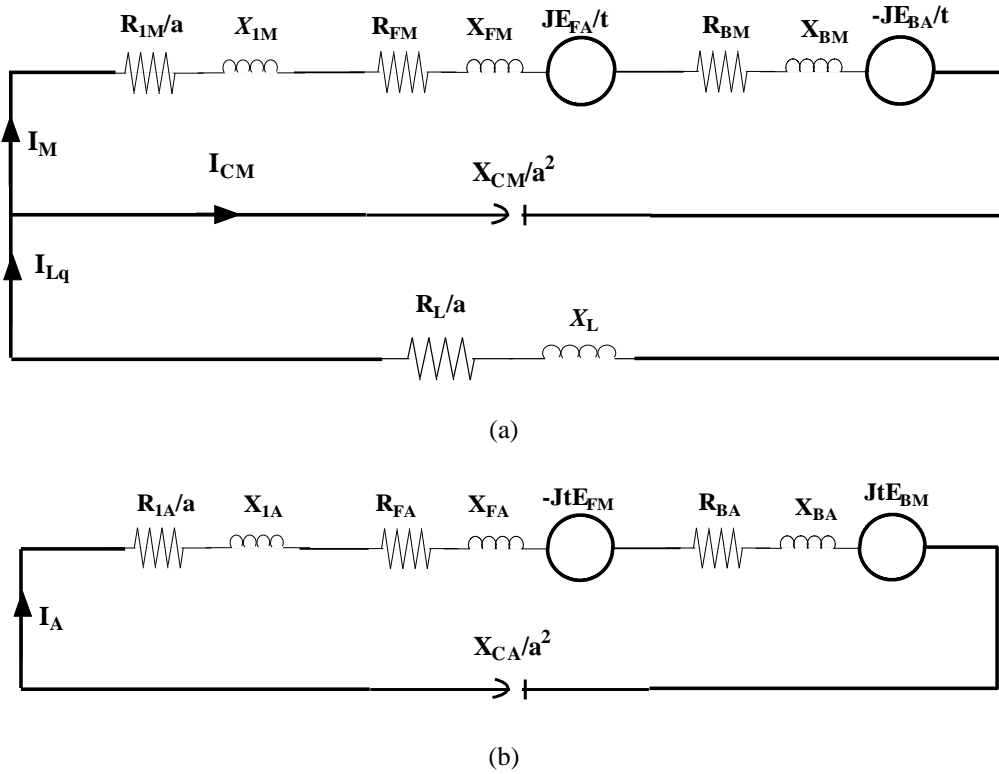 R1M/a X1M RFM XFM JEFA/t RBM XBM -JEBA/t
IM
ICM XCM/a²
ILq
RL/a XL
(a)
R1A/a X1A RFA XFA -JtEFM RBA XBA JtEBM
IA
XCA/a²
(b)